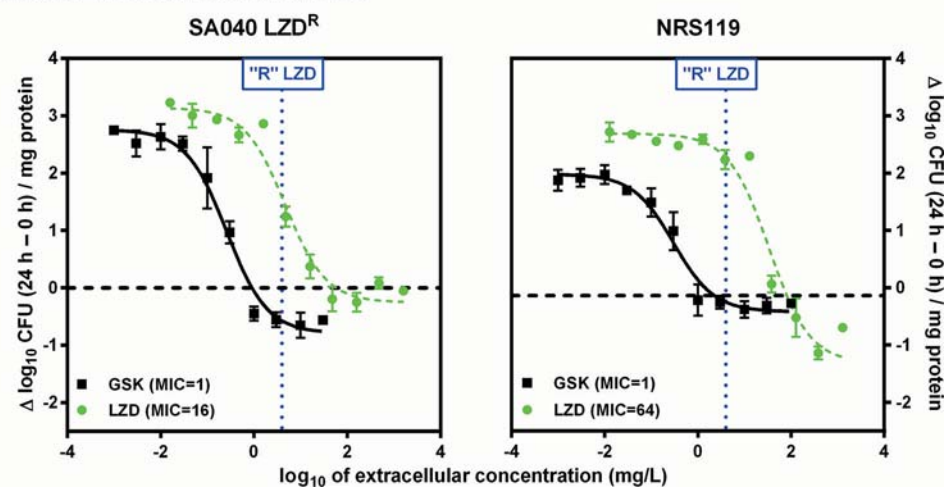 SA040 LZDᴿ
NRS119
"R" LZD
"R" LZD
4
3
2
1
0
-1
-2
4
3
2
1
0
-1
-2
Δ log₁₀ CFU (24 h – 0 h) / mg protein
Δ log₁₀ CFU (24 h – 0 h) / mg protein
GSK (MIC=1)
LZD (MIC=16)
GSK (MIC=1)
LZD (MIC=64)
-4 -2 0 2 4
-4 -2 0 2 4
log₁₀ of extracellular concentration (mg/L)